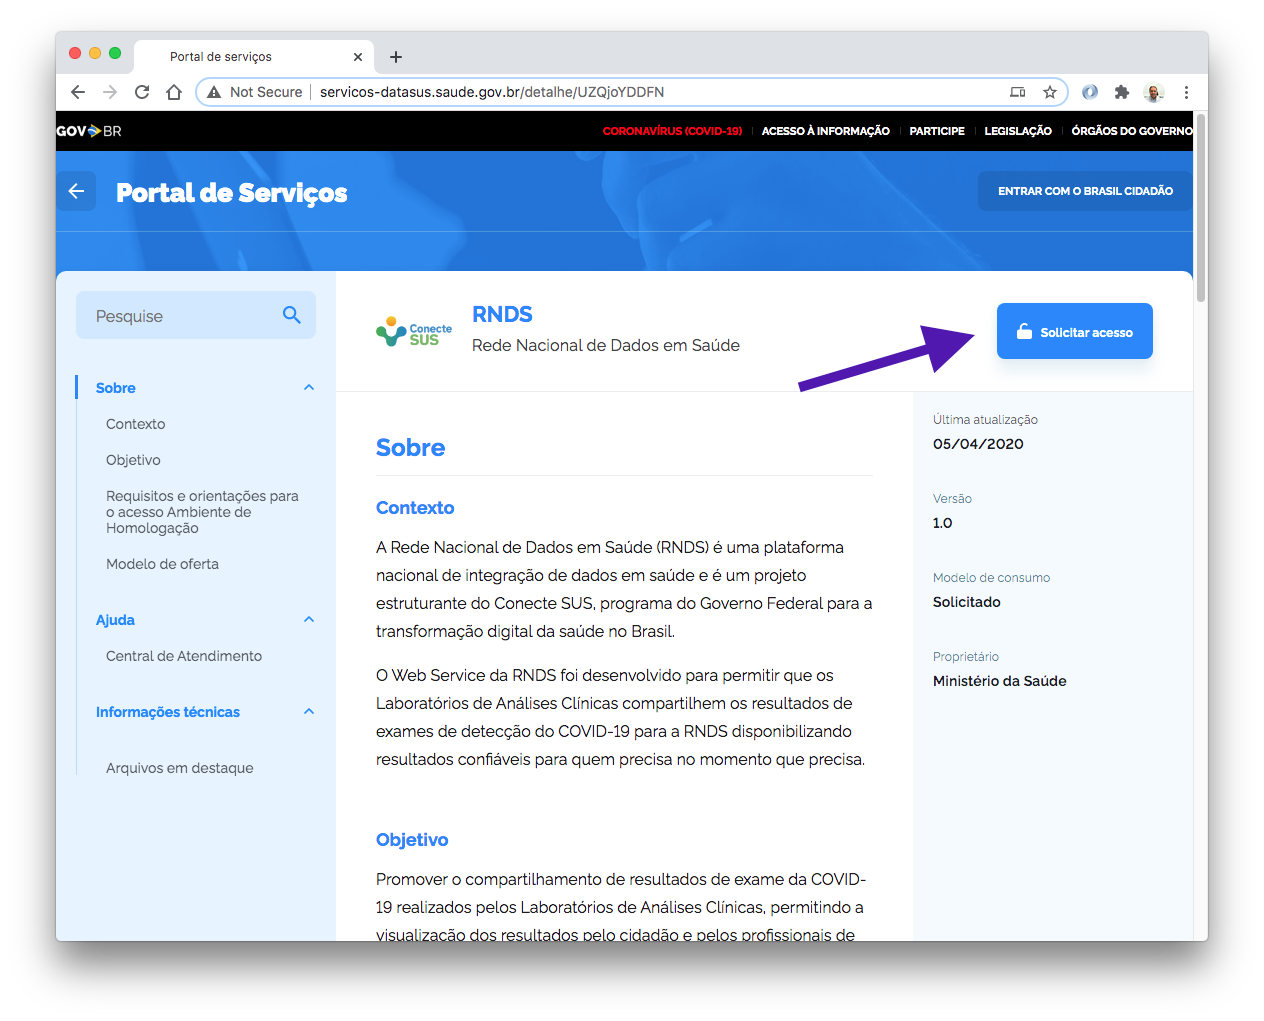 Portal de serviços
Not Secure
servicos-datasus.saude.gov.br/detalhe/UZQjoYDDFN
GOV BR
CORONAVÍRUS (COVID-19)
ACESSO À INFORMAÇÃO
PARTICIPE
LEGISLAÇÃO
ÓRGÃOS DO GOVERNO
Portal de Serviços
ENTRAR COM O BRASIL CIDADÃO
Pesquise
Sobre
Contexto
Objetivo
Requisitos e orientações para
o acesso Ambiente de
Homologação
Modelo de oferta
Ajuda
Central de Atendimento
Informações técnicas
Arquivos em destaque
Conecte
SUS
RNDS
Rede Nacional de Dados em Saúde
Solicitar acesso
Sobre
Contexto
A Rede Nacional de Dados em Saúde (RNDS) é uma plataforma
nacional de integração de dados em saúde e é um projeto
estruturante do Conecte SUS, programa do Governo Federal para a
transformação digital da saúde no Brasil.
O Web Service da RNDS foi desenvolvido para permitir que os
Laboratórios de Análises Clínicas compartilhem os resultados de
exames de detecção do COVID-19 para a RNDS disponibilizando
resultados confiáveis para quem precisa no momento que precisa.
Objetivo
Promover o compartilhamento de resultados de exame da COVID-
19 realizados pelos Laboratórios de Análises Clínicas, permitindo a
visualização dos resultados pelo cidadão e pelos profissionais de
Última atualização
05/04/2020
Versão
1.0
Modelo de consumo
Solicitado
Proprietário
Ministério da Saúde